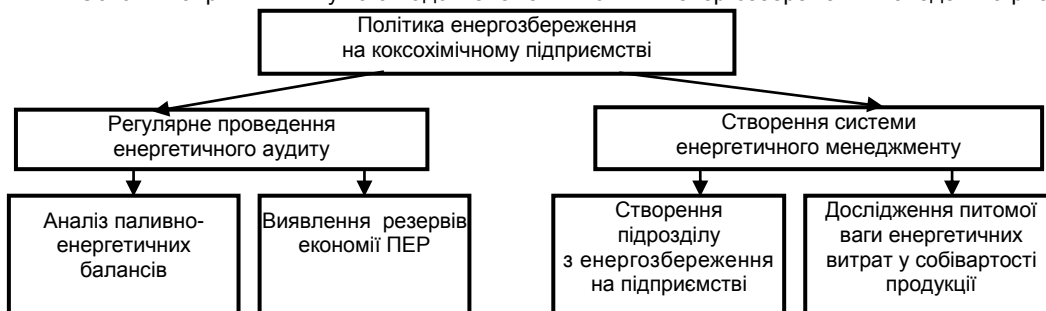 Політика енергозбереження
на коксохімічному підприємстві
Регулярне проведення
енергетичного аудиту
Створення системи
енергетичного менеджменту
Аналіз паливно-
енергетичних
балансів
Виявлення резервів
економії ПЕР
Створення
підрозділу
з енергозбереження
на підприємстві
Дослідження питомої
ваги енергетичних
витрат у собівартості
продукції